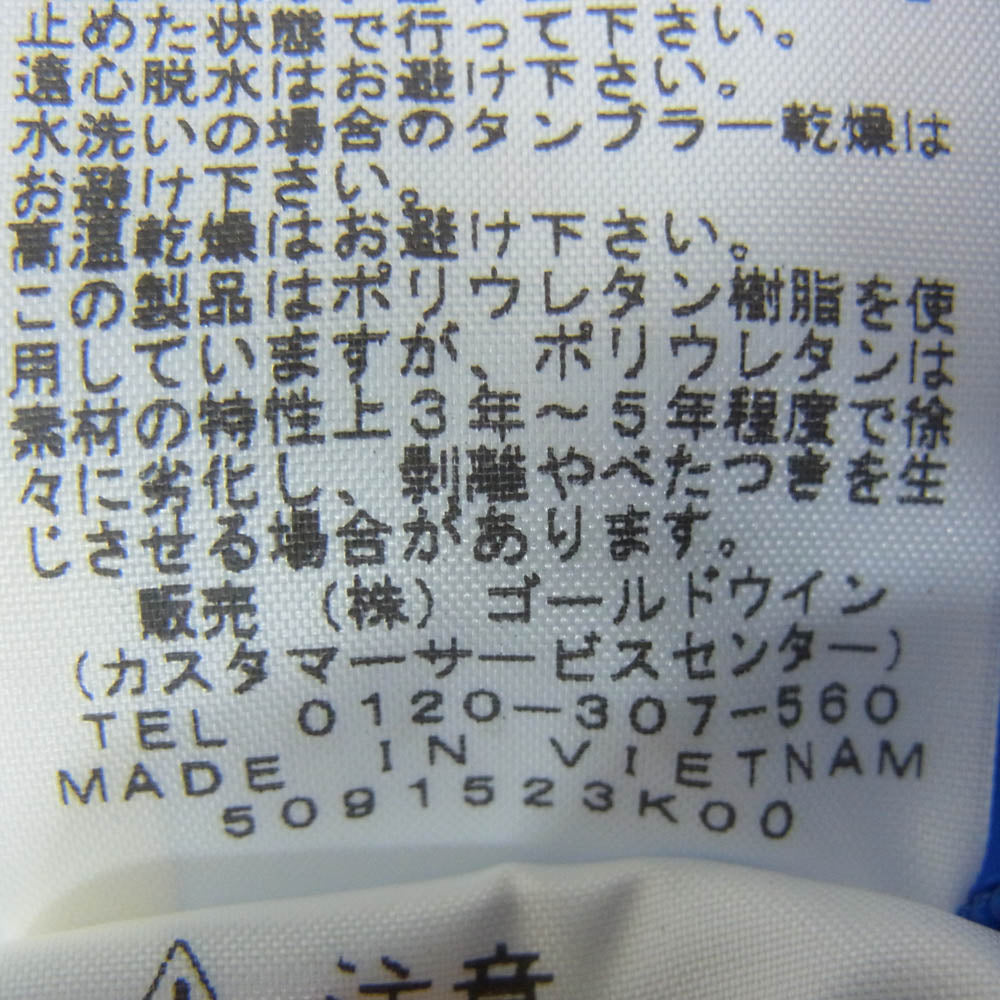 止めた状態で行って下さい。
遠心脱水はお避け下さい。
水洗いの場合のタンブラー乾燥は
お避け下さい。
高温乾燥はお避け下さい。
この製品はポリウレタン樹脂を使
用していますが、ポリウレタンは
素材の特性上3年～5年程度で徐
々に劣化し、剥離やべたつきを生
じさせる場合があります。
販売 (株) ゴールドウイン
(カスタマーサービスセンター)
TEL 0120-307-560
MADE IN VIETNAM
5091523K00
注意